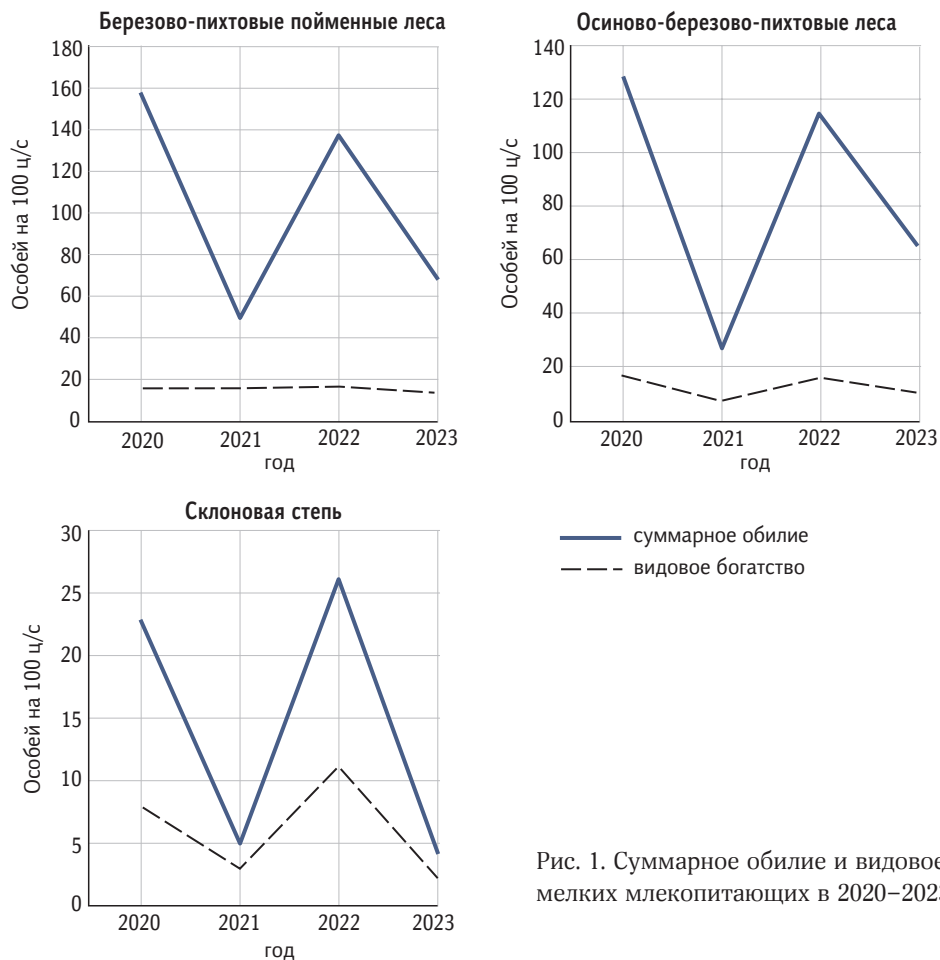 Березово-пихтовые пойменные леса
180
160
140
120
100
80
60
40
20
0
Особей на 100 ц/с
2020 2021 2022 2023
год
Осиново-березово-пихтовые леса
140
120
100
80
60
40
20
0
Особей на 100 ц/с
2020 2021 2022 2023
год
Склоновая степь
30
25
20
15
10
5
0
Особей на 100 ц/с
2020 2021 2022 2023
год
суммарное обилие
видовое богатство
Рис. 1. Суммарное обилие и видовое
мелких млекопитающих в 2020–2023